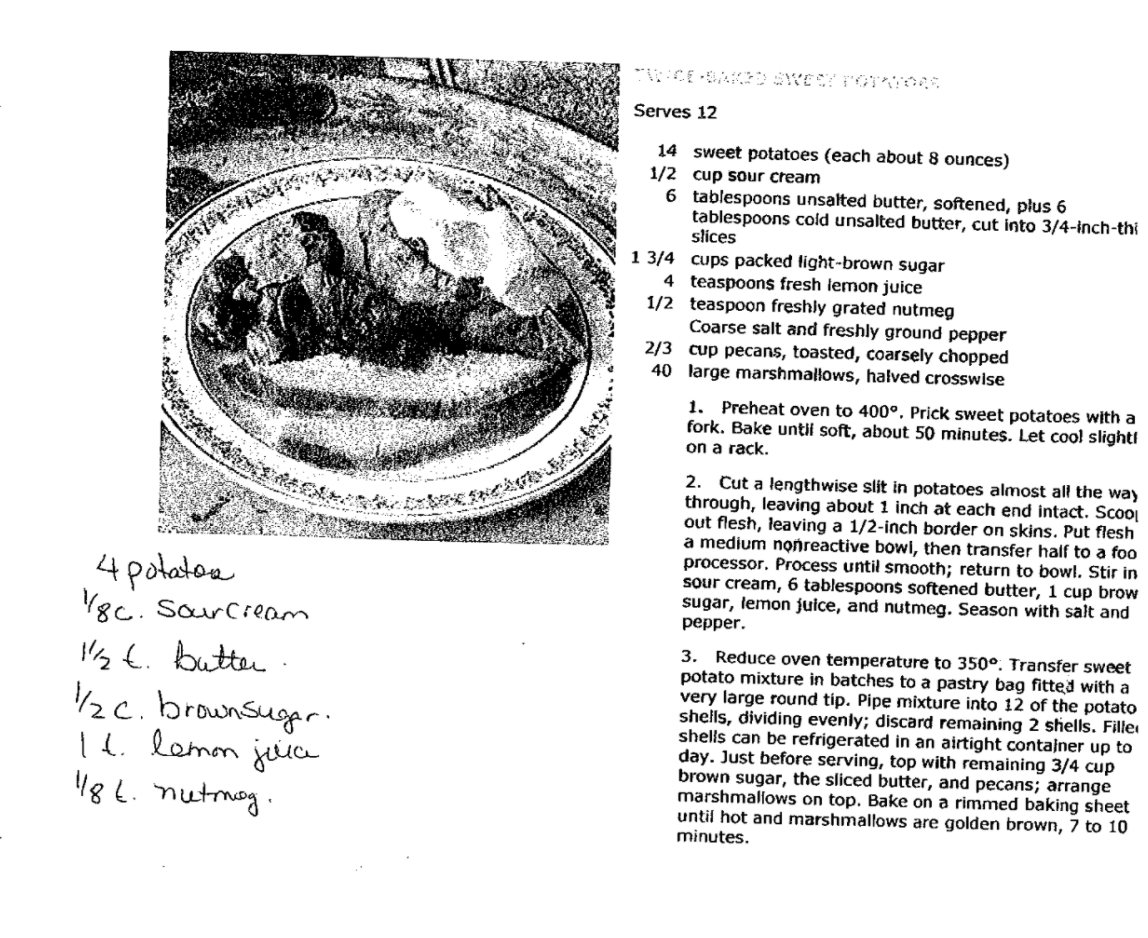 TWICE-BAKED SWEET POTATOES
Serves 12
14 sweet potatoes (each about 8 ounces)
1/2 cup sour cream
6 tablespoons unsalted butter, softened, plus 6
tablespoons cold unsalted butter, cut into 3/4-inch-thi
slices
1 3/4 cups packed light-brown sugar
4 teaspoons fresh lemon juice
1/2 teaspoon freshly grated nutmeg
Coarse salt and freshly ground pepper
2/3 cup pecans, toasted, coarsely chopped
40 large marshmallows, halved crosswise
1. Preheat oven to 400°. Prick sweet potatoes with a
fork. Bake until soft, about 50 minutes. Let cool slightl
on a rack.
2. Cut a lengthwise slit in potatoes almost all the way
through, leaving about 1 inch at each end intact. Scoo
out flesh, leaving a 1/2-inch border on skins. Put flesh
a medium nonreactive bowl, then transfer half to a foo
processor. Process until smooth; return to bowl. Stir in
sour cream, 6 tablespoons softened butter, 1 cup brow
sugar, lemon juice, and nutmeg. Season with salt and
pepper.
3. Reduce oven temperature to 350°. Transfer sweet
potato mixture in batches to a pastry bag fitted with a
very large round tip. Pipe mixture into 12 of the potato
shells, dividing evenly; discard remaining 2 shells. Fille
shells can be refrigerated in an airtight container up to
day. Just before serving, top with remaining 3/4 cup
brown sugar, the sliced butter, and pecans; arrange
marshmallows on top. Bake on a rimmed baking sheet
until hot and marshmallows are golden brown, 7 to 10
minutes.
4 potatoes
1/8 c. sour cream
1 1/2 t. butter.
1/2 c. brown sugar.
1 t. lemon juice
1/8 t. nutmeg.